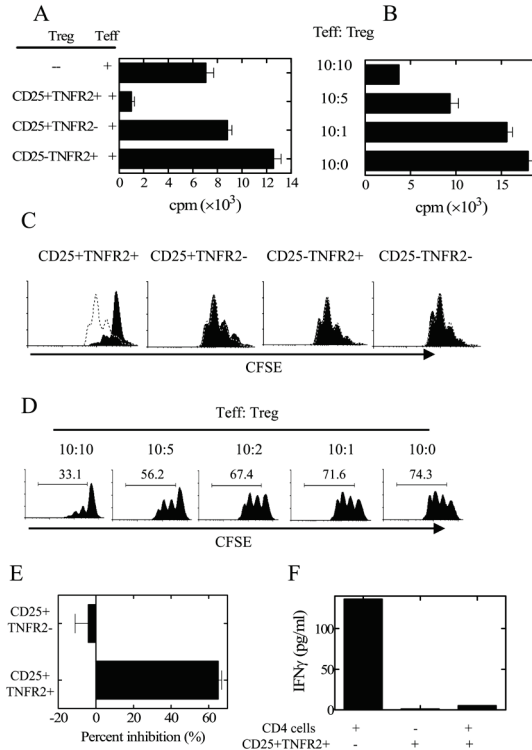 A
Treg Teff
-- +
CD25+TNFR2+ +
CD25+TNFR2- +
CD25-TNFR2+ +
0 2 4 6 8 10 12 14
cpm (×10³)
B
Teff: Treg
10:10
10:5
10:1
10:0
0 5 10 15
cpm (×10³)
C
CD25+TNFR2+ CD25+TNFR2- CD25-TNFR2+ CD25-TNFR2-
CFSE
D
Teff: Treg
10:10 10:5 10:2 10:1 10:0
33.1 56.2 67.4 71.6 74.3
CFSE
E
CD25+
TNFR2-
CD25+
TNFR2+
-20 0 20 40 60
Percent inhibition (%)
F
IFNγ (pg/ml)
100
50
0
CD4 cells + - +
CD25+TNFR2+ - + +